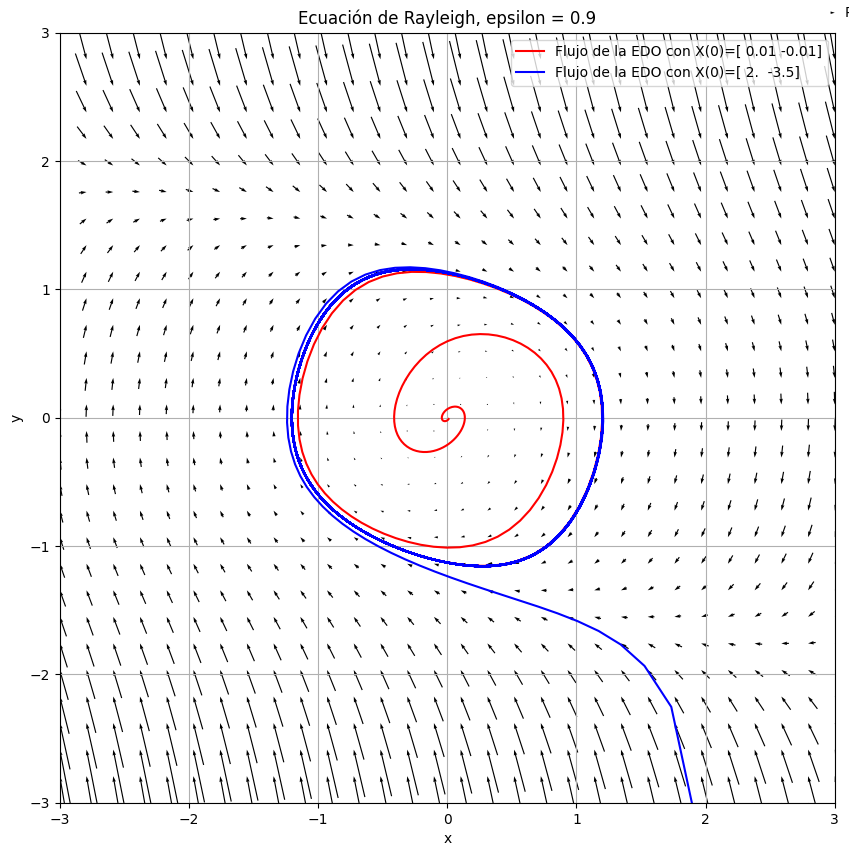 Ecuación de Rayleigh, epsilon = 0.9
Flujo de la EDO con X(0)=[ 0.01 -0.01]
Flujo de la EDO con X(0)=[ 2.  -3.5]
3
2
1
0
−1
−2
−3
y
−3 −2 −1 0 1 2 3
x